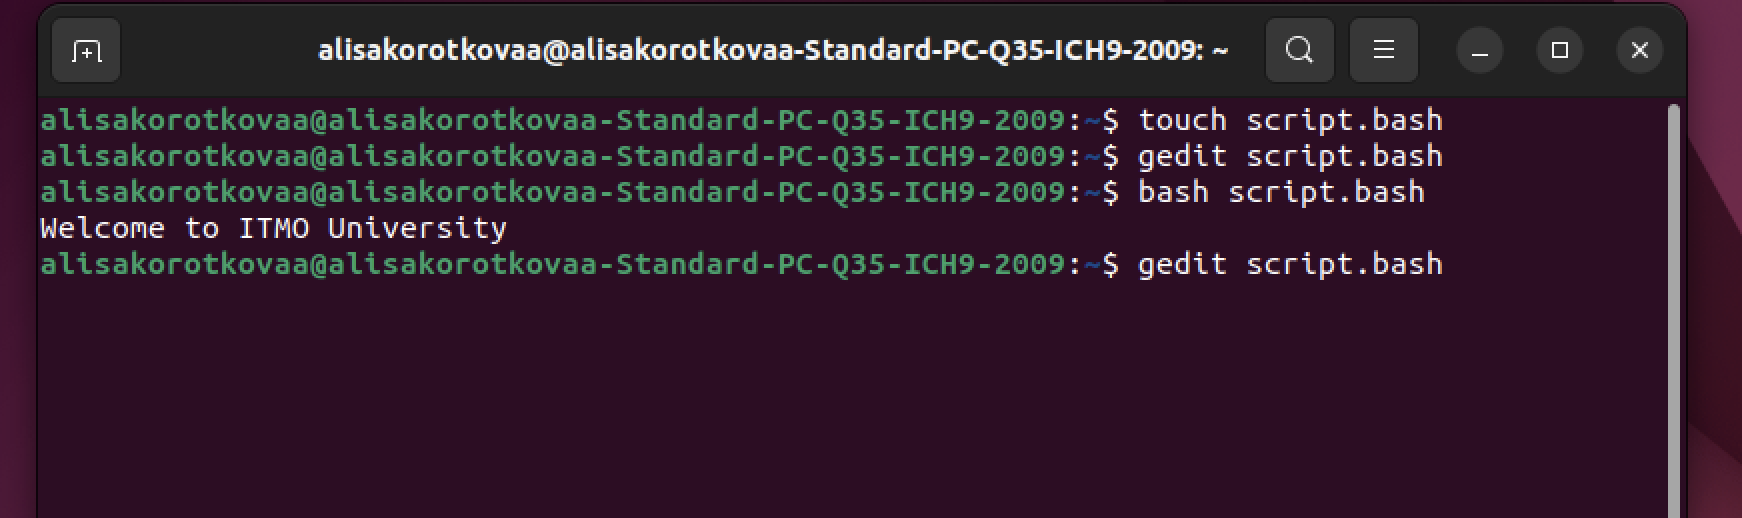 alisakorotkovaa@alisakorotkovaa-Standard-PC-Q35-ICH9-2009: ~
alisakorotkovaa@alisakorotkovaa-Standard-PC-Q35-ICH9-2009:~$ touch script.bash
alisakorotkovaa@alisakorotkovaa-Standard-PC-Q35-ICH9-2009:~$ gedit script.bash
alisakorotkovaa@alisakorotkovaa-Standard-PC-Q35-ICH9-2009:~$ bash script.bash
Welcome to ITMO University
alisakorotkovaa@alisakorotkovaa-Standard-PC-Q35-ICH9-2009:~$ gedit script.bash